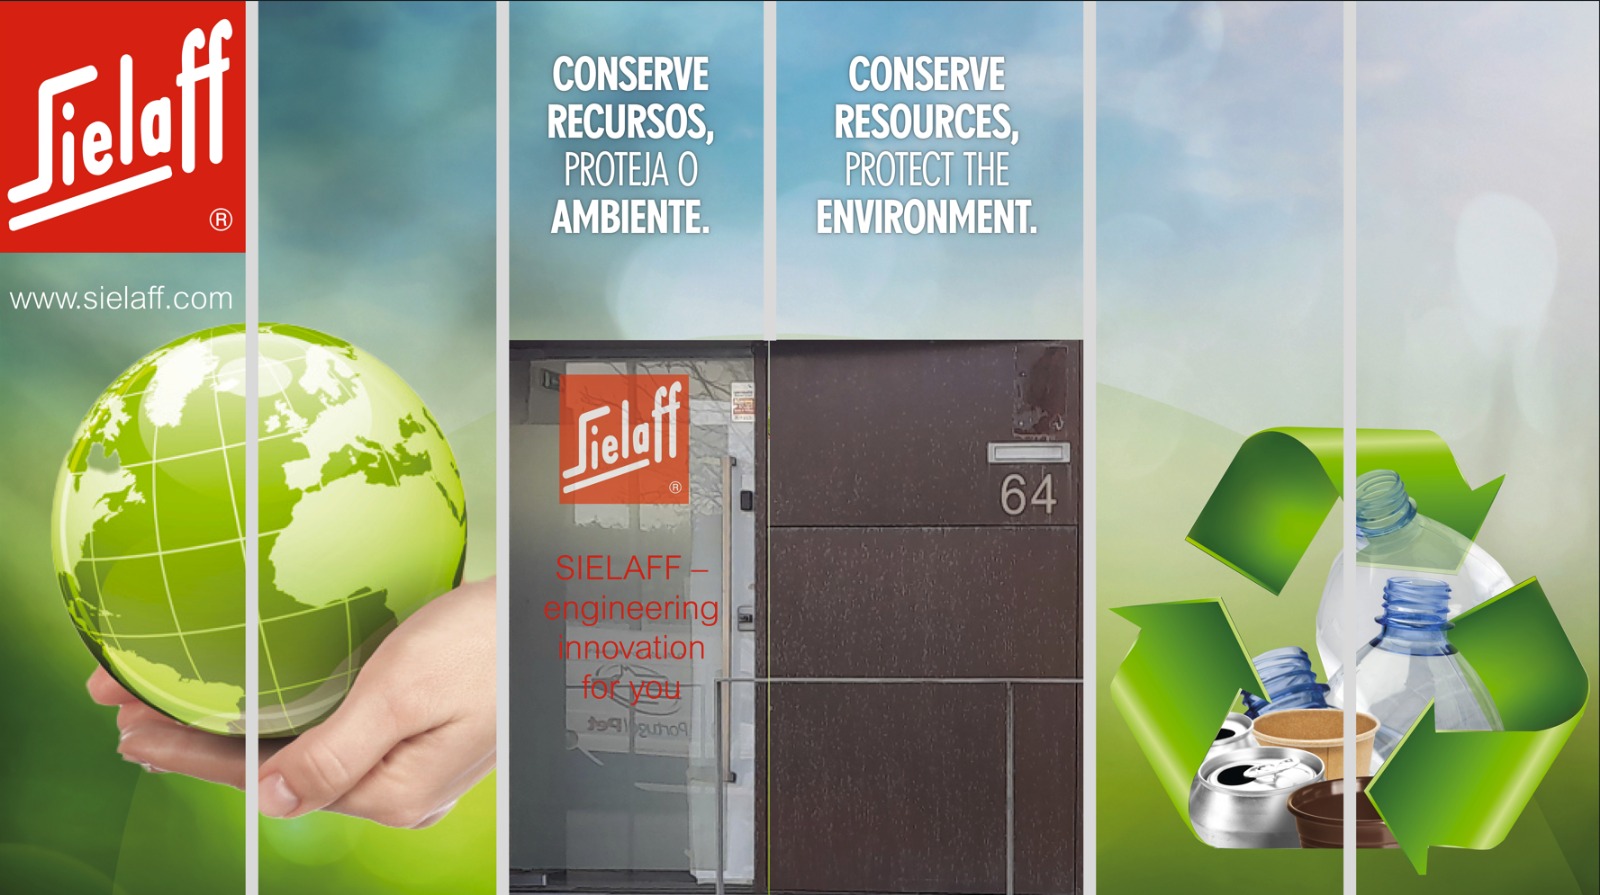 Sielaff
®
www.sielaff.com
CONSERVE
RECURSOS,
PROTEJA O
AMBIENTE.
CONSERVE
RESOURCES,
PROTECT THE
ENVIRONMENT.
Sielaff
®
SIELAFF –
engineering
innovation
for you
PortugalPet
64